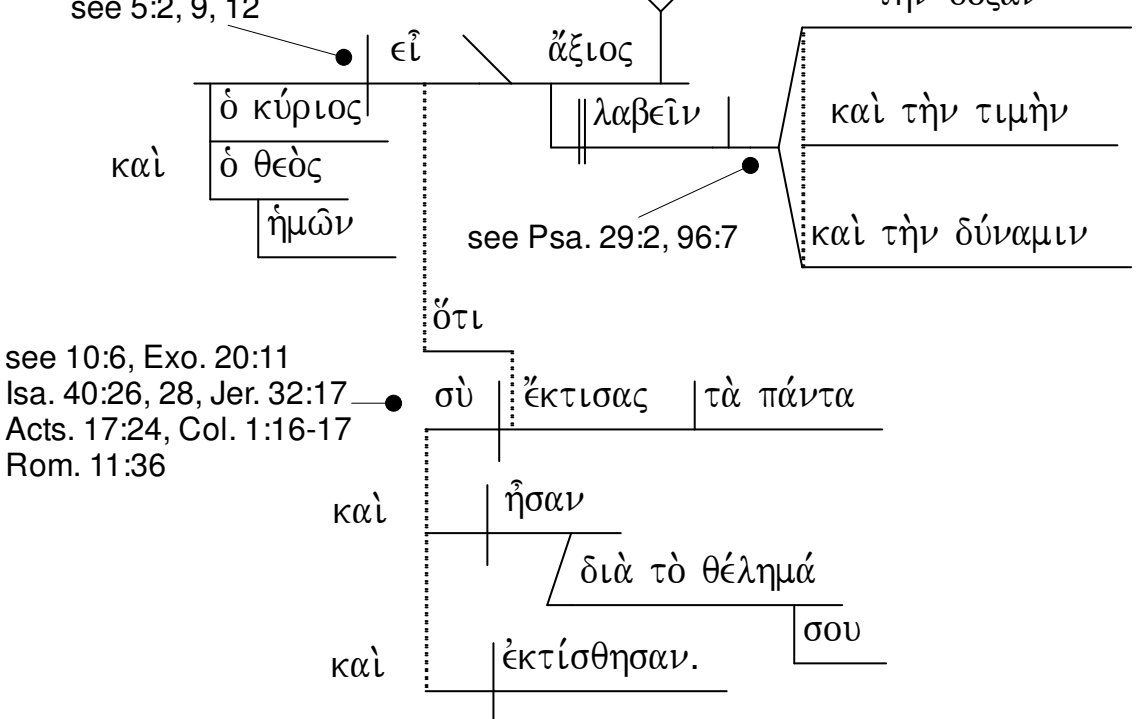 see 5:2, 9, 12
τὴν δόξαν
εἶ ἄξιος
ὁ κύριος λαβεῖν καὶ τὴν τιμὴν
καὶ ὁ θεὸς
ἡμῶν
see Psa. 29:2, 96:7 καὶ τὴν δύναμιν
ὅτι
see 10:6, Exo. 20:11
Isa. 40:26, 28, Jer. 32:17 σὺ ἔκτισας τὰ πάντα
Acts. 17:24, Col. 1:16-17
Rom. 11:36
καὶ ἦσαν
διὰ τὸ θέλημά
σου
καὶ ἐκτίσθησαν.